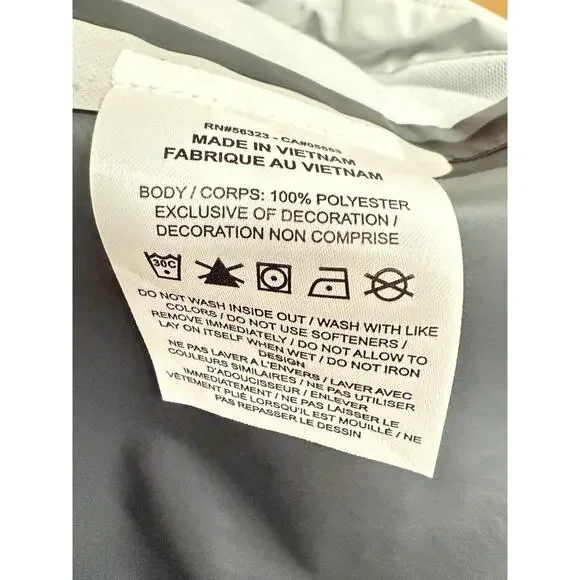 RN#56323 - CA#05553
MADE IN VIETNAM
FABRIQUE AU VIETNAM
BODY / CORPS: 100% POLYESTER
EXCLUSIVE OF DECORATION /
DECORATION NON COMPRISE
30C
DO NOT WASH INSIDE OUT / WASH WITH LIKE
COLORS / DO NOT USE SOFTENERS /
REMOVE IMMEDIATELY / DO NOT ALLOW TO
LAY ON ITSELF WHEN WET / DO NOT IRON
DESIGN
NE PAS LAVER A L'ENVERS / LAVER AVEC
COULEURS SIMILAIRES / NE PAS UTILISER
D'ADOUCISSEUR / ENLEVER
IMMÉDIATEMENT / NE PAS LAISSER LE
VÊTEMENT PLIÉ LORSQU'IL EST MOUILLÉ / NE
PAS REPASSER LE DESSIN